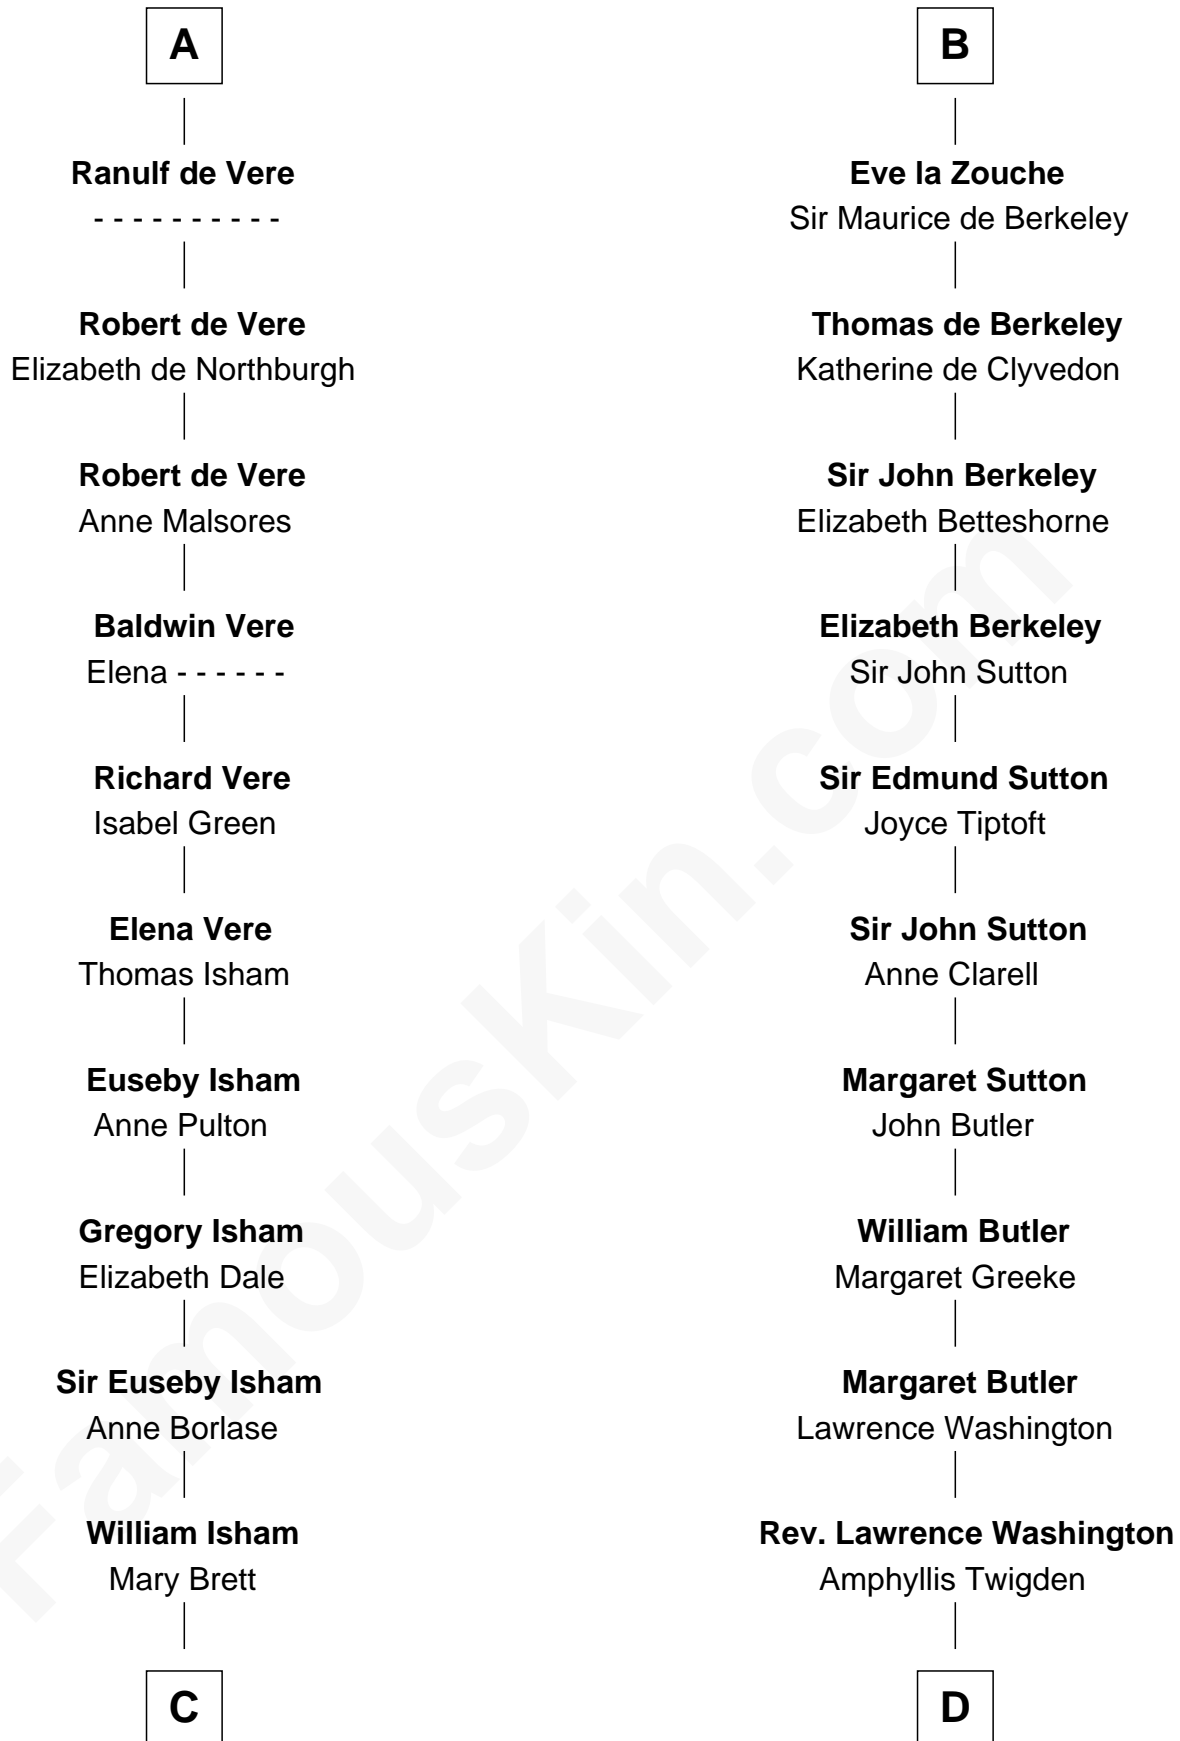 A
Ranulf de Vere
- - - - - - - - - -
Robert de Vere
Elizabeth de Northburgh
Robert de Vere
Anne Malsores
Baldwin Vere
Elena - - - - - -
Richard Vere
Isabel Green
Elena Vere
Thomas Isham
Euseby Isham
Anne Pulton
Gregory Isham
Elizabeth Dale
Sir Euseby Isham
Anne Borlase
William Isham
Mary Brett
C
B
Eve la Zouche
Sir Maurice de Berkeley
Thomas de Berkeley
Katherine de Clyvedon
Sir John Berkeley
Elizabeth Betteshorne
Elizabeth Berkeley
Sir John Sutton
Sir Edmund Sutton
Joyce Tiptoft
Sir John Sutton
Anne Clarell
Margaret Sutton
John Butler
William Butler
Margaret Greeke
Margaret Butler
Lawrence Washington
Rev. Lawrence Washington
Amphyllis Twigden
D
FamousKin.com